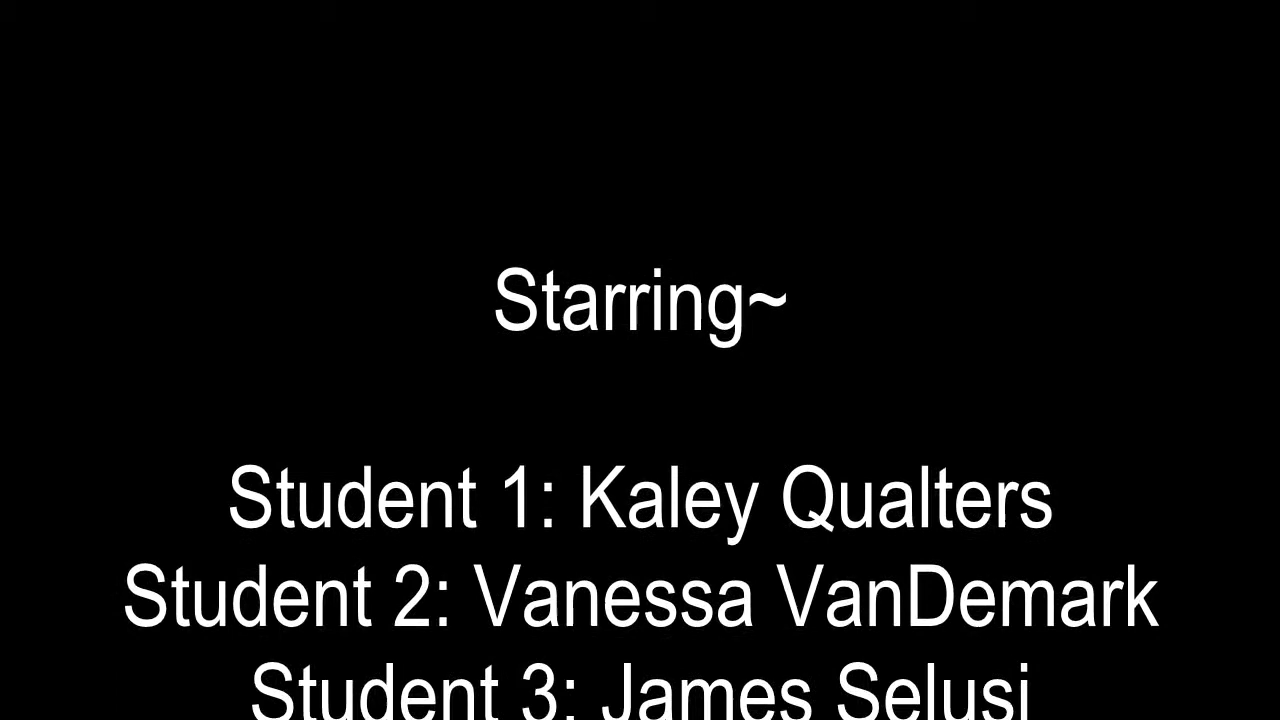 Starring~
Student 1: Kaley Qualters
Student 2: Vanessa VanDemark
Student 3: James Selusi